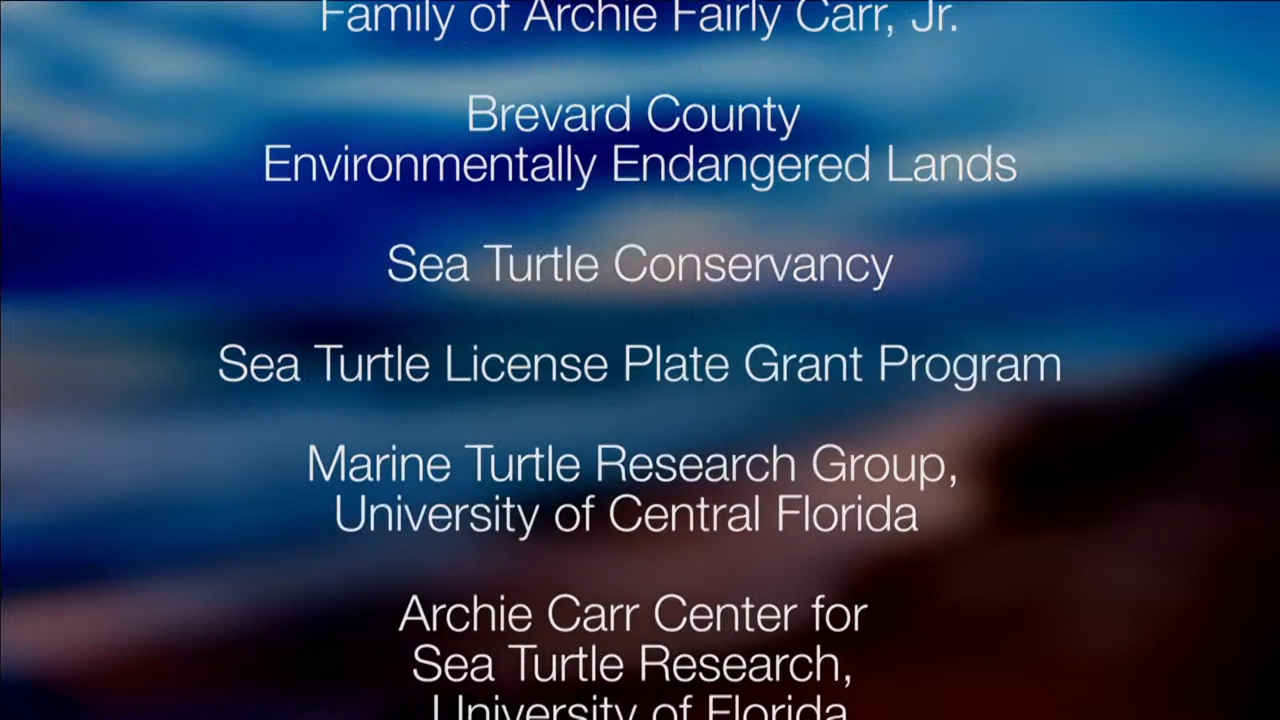 Family of Archie Fairly Carr, Jr.
Brevard County
Environmentally Endangered Lands
Sea Turtle Conservancy
Sea Turtle License Plate Grant Program
Marine Turtle Research Group,
University of Central Florida
Archie Carr Center for
Sea Turtle Research,
University of Florida